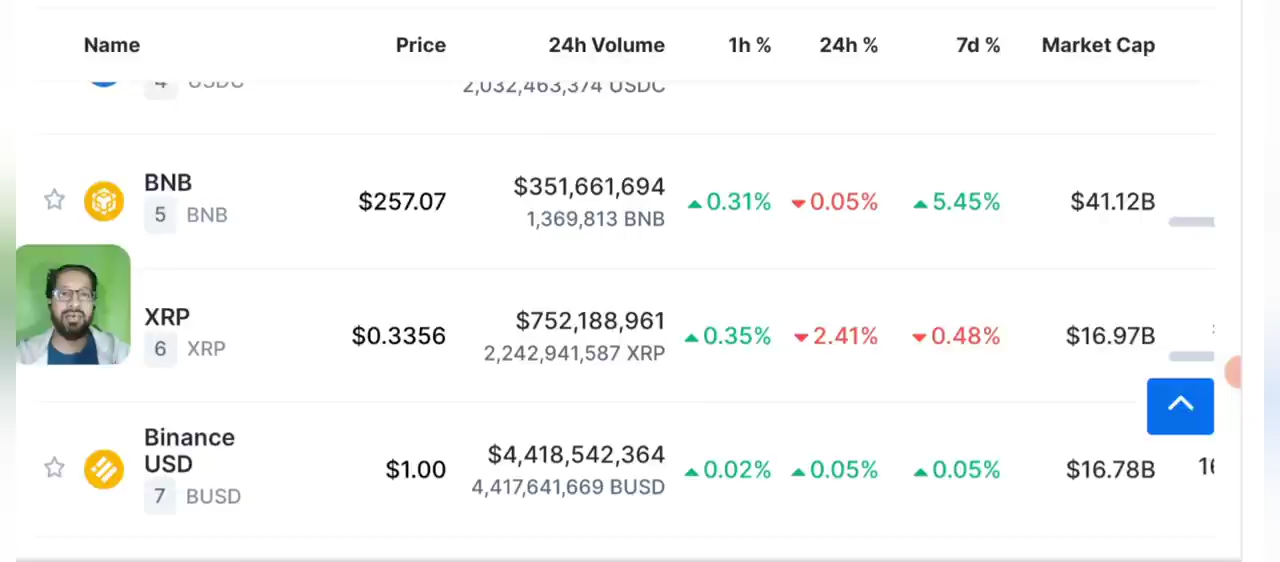 Name Price 24h Volume 1h % 24h % 7d % Market Cap
4 USDC 2,032,463,374 USDC
BNB
5 BNB
$257.07
$351,661,694
1,369,813 BNB
0.31% 0.05% 5.45% $41.12B
XRP
6 XRP
$0.3356
$752,188,961
2,242,941,587 XRP
0.35% 2.41% 0.48% $16.97B
Binance
USD
7 BUSD
$1.00
$4,418,542,364
4,417,641,669 BUSD
0.02% 0.05% 0.05% $16.78B